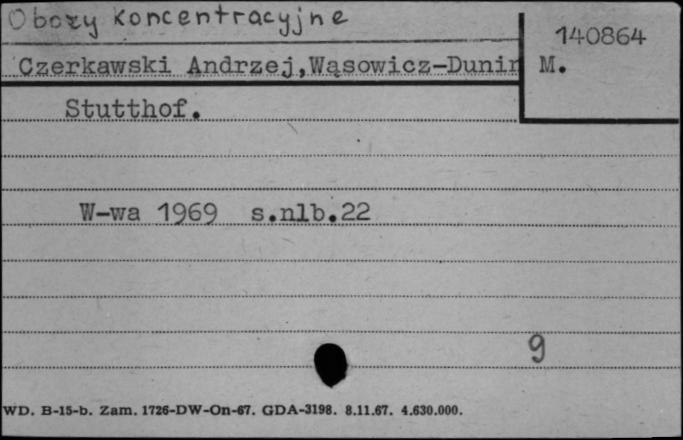 Obozy koncentracyjne
140864
Czerkawski Andrzej,Wąsowicz-Dunin M.
Stutthof.
W-wa 1969 s.nlb.22
9
WD. B-15-b. Zam. 1726-DW-On-67. GDA-3198. 8.11.67. 4.630.000.